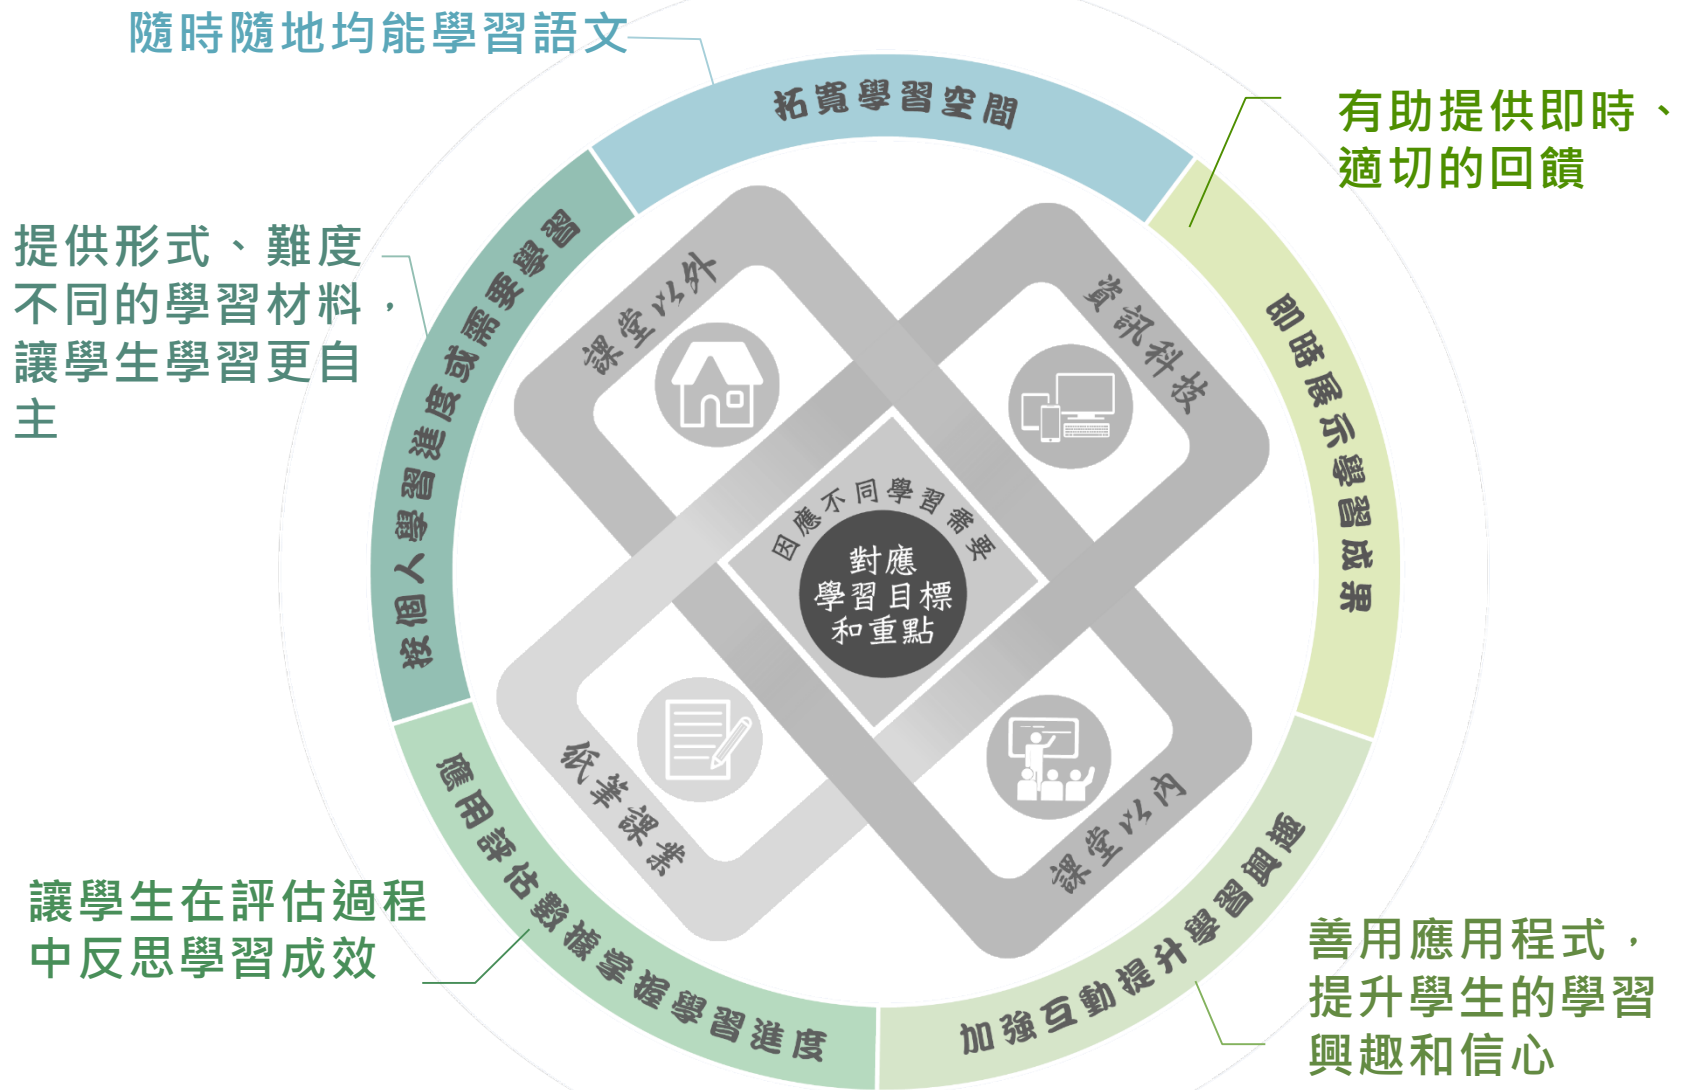 隨時隨地均能學習語文
拓寬學習空間
有助提供即時、
適切的回饋
即時展示學習成果
提供形式、難度
不同的學習材料，
讓學生學習更自
主
按個人學習進度或需要學習
課堂以外
資訊科技
因應不同學習需要
對應
學習目標
和重點
紙筆課業
課堂以內
應用評估數據掌握學習進度
讓學生在評估過程
中反思學習成效
加強互動提升學習興趣
善用應用程式，
提升學生的學習
興趣和信心